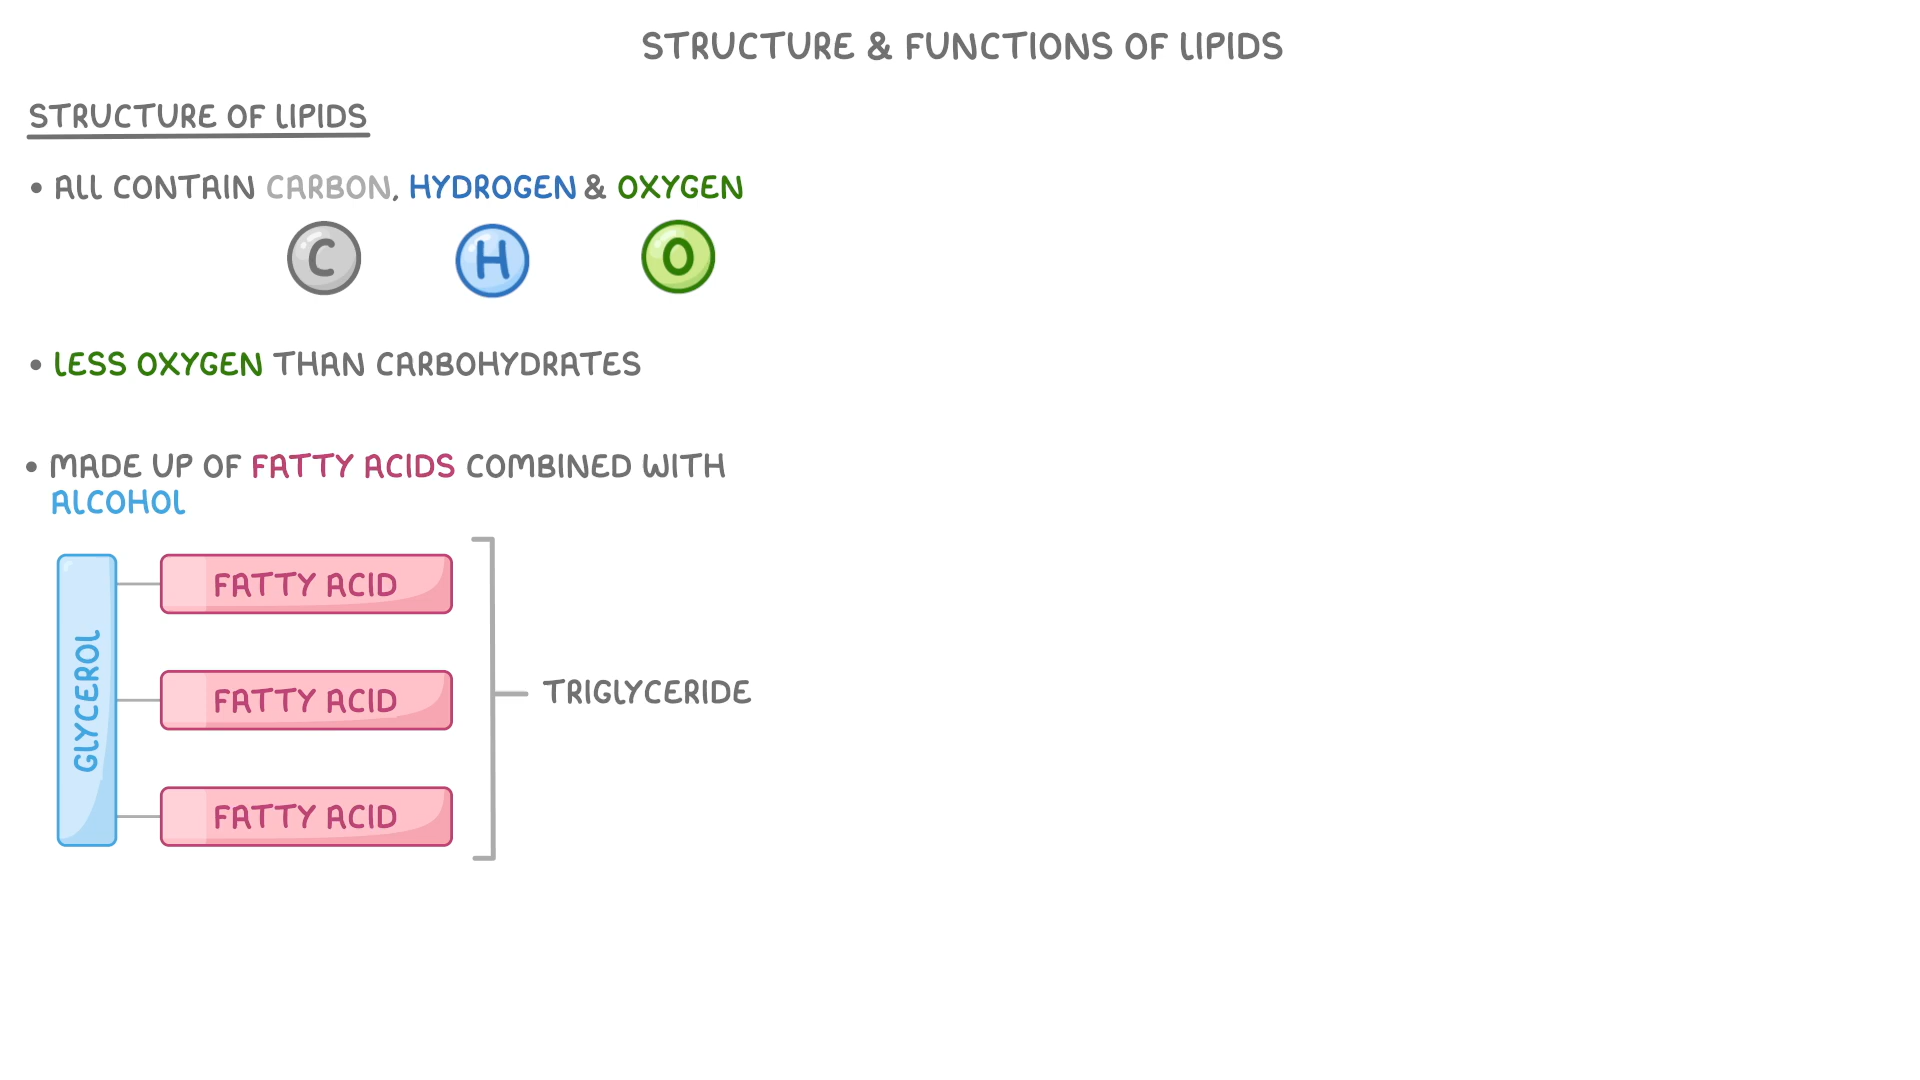 STRUCTURE & FUNCTIONS OF LIPIDS
STRUCTURE OF LIPIDS
• ALL CONTAIN CARBON, HYDROGEN & OXYGEN
C H O
• LESS OXYGEN THAN CARBOHYDRATES
• MADE UP OF FATTY ACIDS COMBINED WITH
ALCOHOL
GLYCEROL
FATTY ACID
FATTY ACID
FATTY ACID
TRIGLYCERIDE